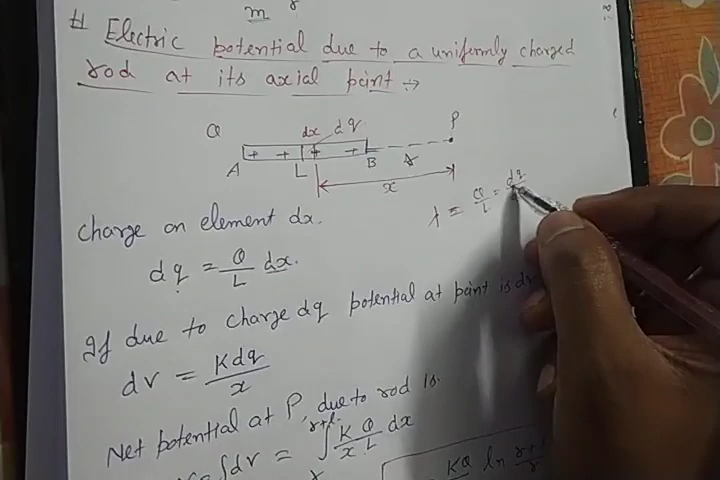 m r
# Electric potential due to a uniformly charged
rod at its axial point :→
Q dx dq P
+ + + +
A L B r
x
λ = Q/L = dq/
Charge on element dx.
dq = Q/L dx.
If due to charge dq potential at point is dv
dv = Kdq/x
Net potential at P, due to rod is.
∫dv = ∫ r+L r K/x Q/L dx
KQ ln r+